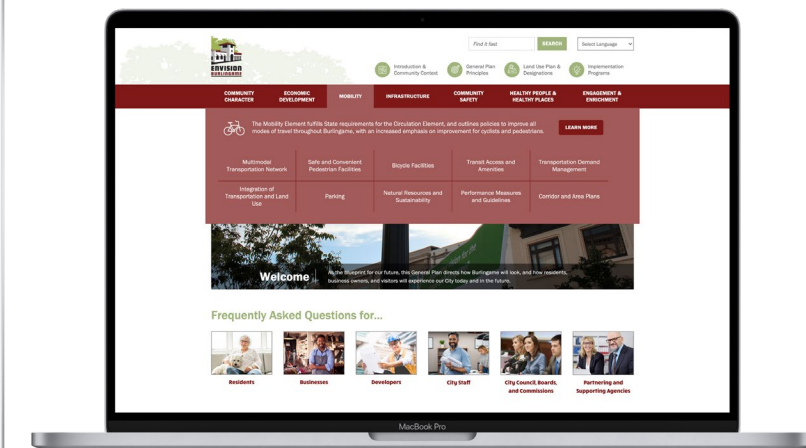 Find it fast
SEARCH
Select Language
ENVISION
BURLINGAME
Introduction &
Community Context
General Plan
Principles
Land Use Plan &
Designations
Implementation
Programs
COMMUNITY
CHARACTER
ECONOMIC
DEVELOPMENT
MOBILITY
INFRASTRUCTURE
COMMUNITY
SAFETY
HEALTHY PEOPLE &
HEALTHY PLACES
ENGAGEMENT &
ENRICHMENT
The Mobility Element fulfills State requirements for the Circulation Element, and outlines policies to improve all
modes of travel throughout Burlingame, with an increased emphasis on improvement for cyclists and pedestrians.
LEARN MORE
Multimodal
Transportation Network
Safe and Convenient
Pedestrian Facilities
Bicycle Facilities
Transit Access and
Amenities
Transportation Demand
Management
Integration of
Transportation and Land
Use
Parking
Natural Resources and
Sustainability
Performance Measures
and Guidelines
Corridor and Area Plans
Welcome
As the blueprint for our future, this General Plan directs how Burlingame will look, and how residents,
business owners, and visitors will experience our City today and in the future.
Frequently Asked Questions for...
Residents
Businesses
Developers
City Staff
City Council, Boards,
and Commissions
Partnering and
Supporting Agencies
MacBook Pro